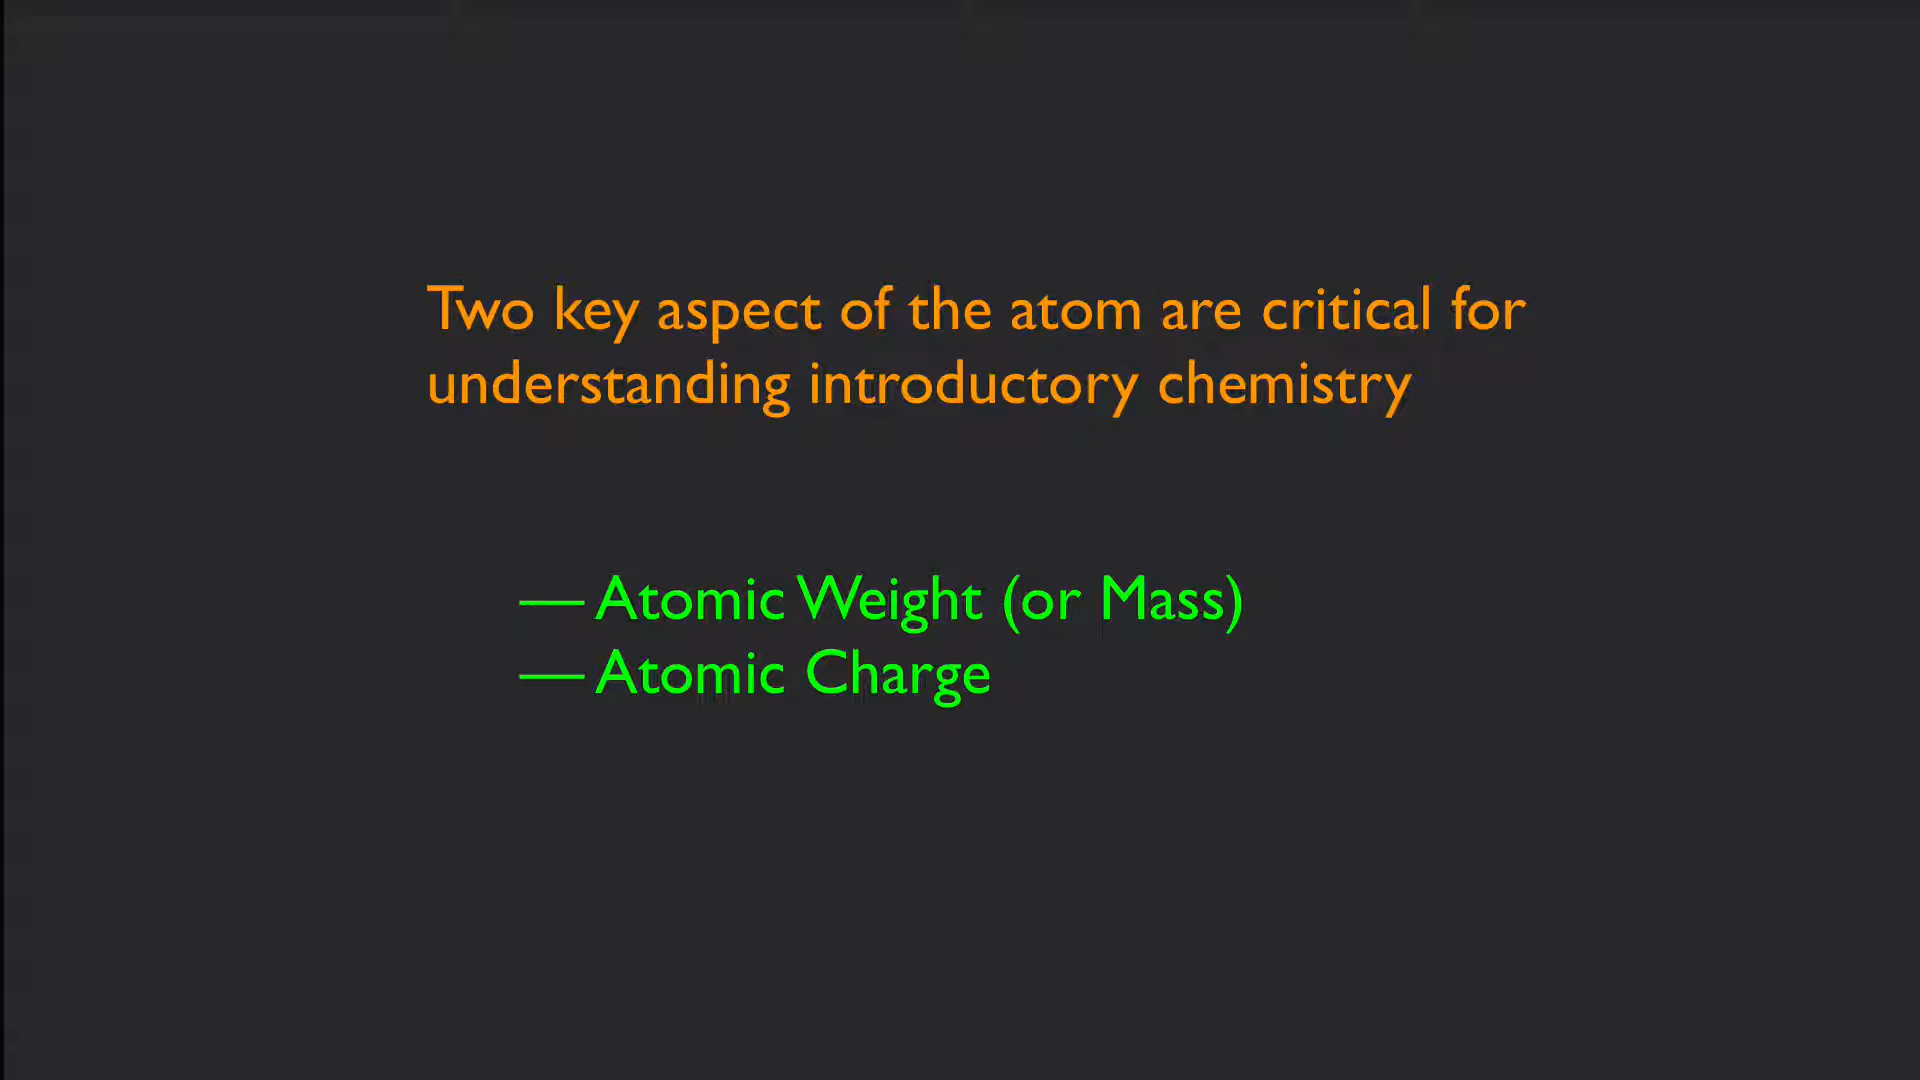 Two key aspect of the atom are critical for
understanding introductory chemistry
— Atomic Weight (or Mass)
— Atomic Charge